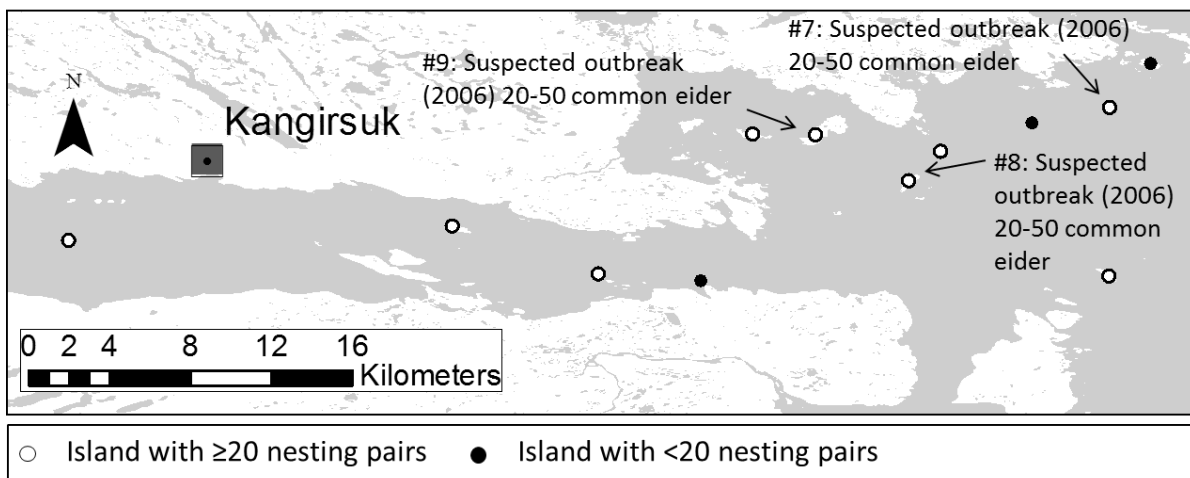 #7: Suspected outbreak (2006)
20-50 common eider
#9: Suspected outbreak
(2006) 20-50 common eider
N
Kangirsuk
#8: Suspected
outbreak (2006)
20-50 common
eider
0 2 4 8 12 16
Kilometers
Island with ≥20 nesting pairs
Island with <20 nesting pairs